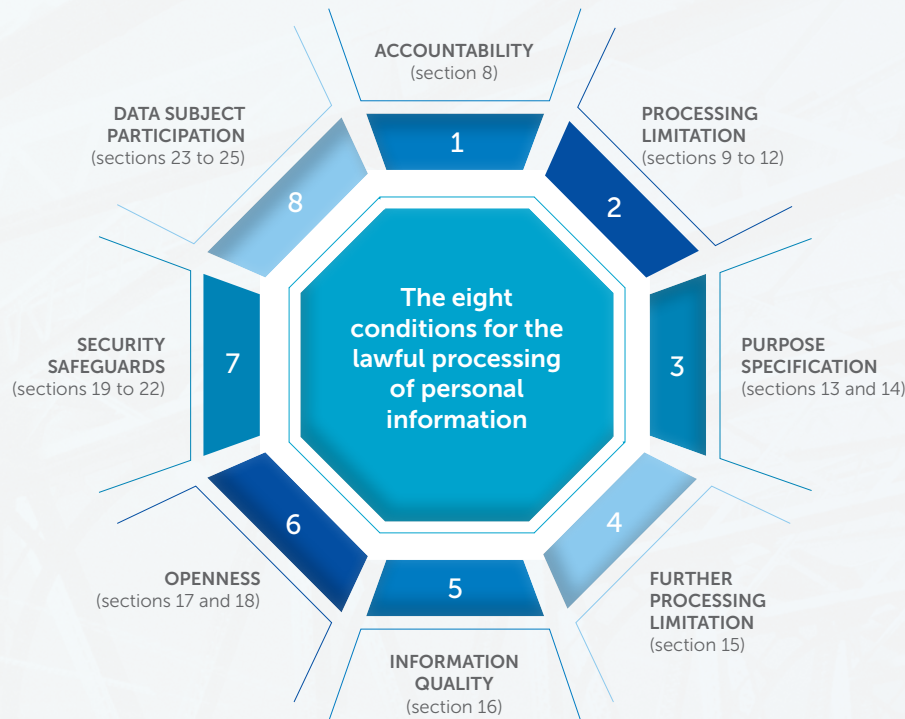 The eight
conditions for the
lawful processing
of personal
information
1
ACCOUNTABILITY
(section 8)
2
PROCESSING
LIMITATION
(sections 9 to 12)
3
PURPOSE
SPECIFICATION
(sections 13 and 14)
4
FURTHER
PROCESSING
LIMITATION
(section 15)
5
INFORMATION
QUALITY
(section 16)
6
OPENNESS
(sections 17 and 18)
7
SECURITY
SAFEGUARDS
(sections 19 to 22)
8
DATA SUBJECT
PARTICIPATION
(sections 23 to 25)